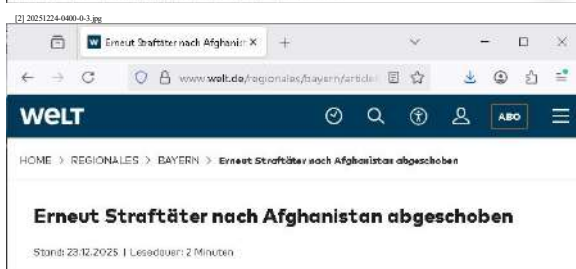 [2] 20251224-0400-0-3.jpg
Erneut Straftäter nach Afghanis
www.welt.de/regionales/bayern/article
welt
ABO
HOME > REGIONALES > BAYERN > Erneut Straftäter nach Afghanistan abgeschoben
Erneut Straftäter nach Afghanistan abgeschoben
Stand: 23.12.2025 | Lesedauer: 2 Minuten